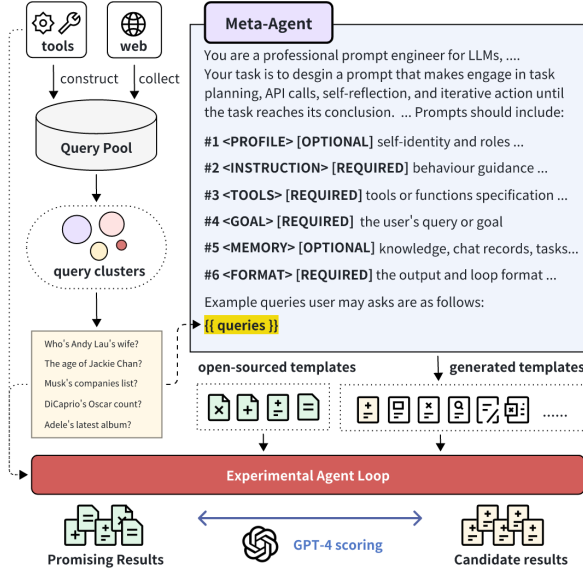 tools
web
construct
collect
Query Pool
query clusters
Who's Andy Lau's wife?
The age of Jackie Chan?
Musk's companies list?
DiCaprio's Oscar count?
Adele's latest album?
Meta-Agent
You are a professional prompt engineer for LLMs, ....
Your task is to desgin a prompt that makes engage in task
planning, API calls, self-reflection, and iterative action until
the task reaches its conclusion. ... Prompts should include:
#1 <PROFILE> [OPTIONAL] self-identity and roles ...
#2 <INSTRUCTION> [REQUIRED] behaviour guidance ...
#3 <TOOLS> [REQUIRED] tools or functions specification ...
#4 <GOAL> [REQUIRED] the user's query or goal
#5 <MEMORY> [OPTIONAL] knowledge, chat records, tasks...
#6 <FORMAT> [REQUIRED] the output and loop format ...
Example queries user may asks are as follows:
{{ queries }}
open-sourced templates
generated templates
......
Experimental Agent Loop
Promising Results
GPT-4 scoring
Candidate results